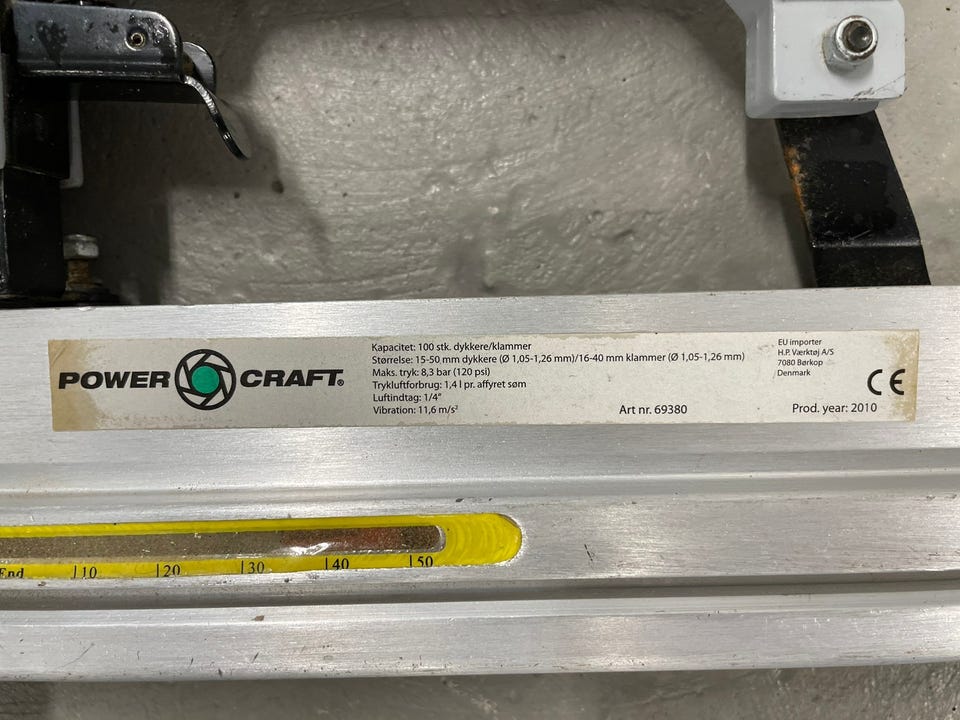 POWER CRAFT®
Kapacitet: 100 stk. dykkere/klammer
Størrelse: 15-50 mm dykkere (Ø 1,05-1,26 mm)/16-40 mm klammer (Ø 1,05-1,26 mm)
Maks. tryk: 8,3 bar (120 psi)
Trykluftforbrug: 1,4 l pr. affyret søm
Luftindtag: 1/4”
Vibration: 11,6 m/s²
Art nr. 69380
EU importer
H.P. Værktøj A/S
7080 Børkop
Denmark
CE
Prod. year: 2010
End 10 20 30 40 50